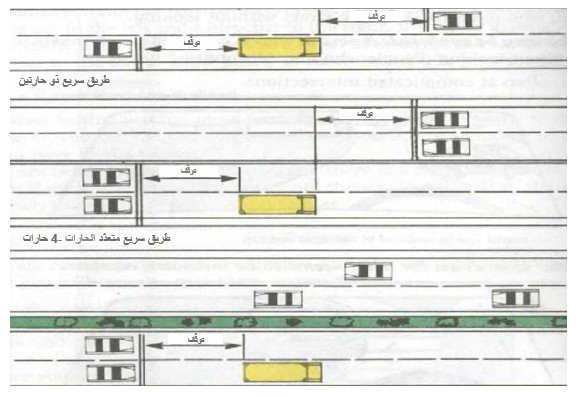 توقف
توقف
طريق سريع ذو حارتين
توقف
توقف
طريق سريع متعدد الحارات -4 حارات
توقف